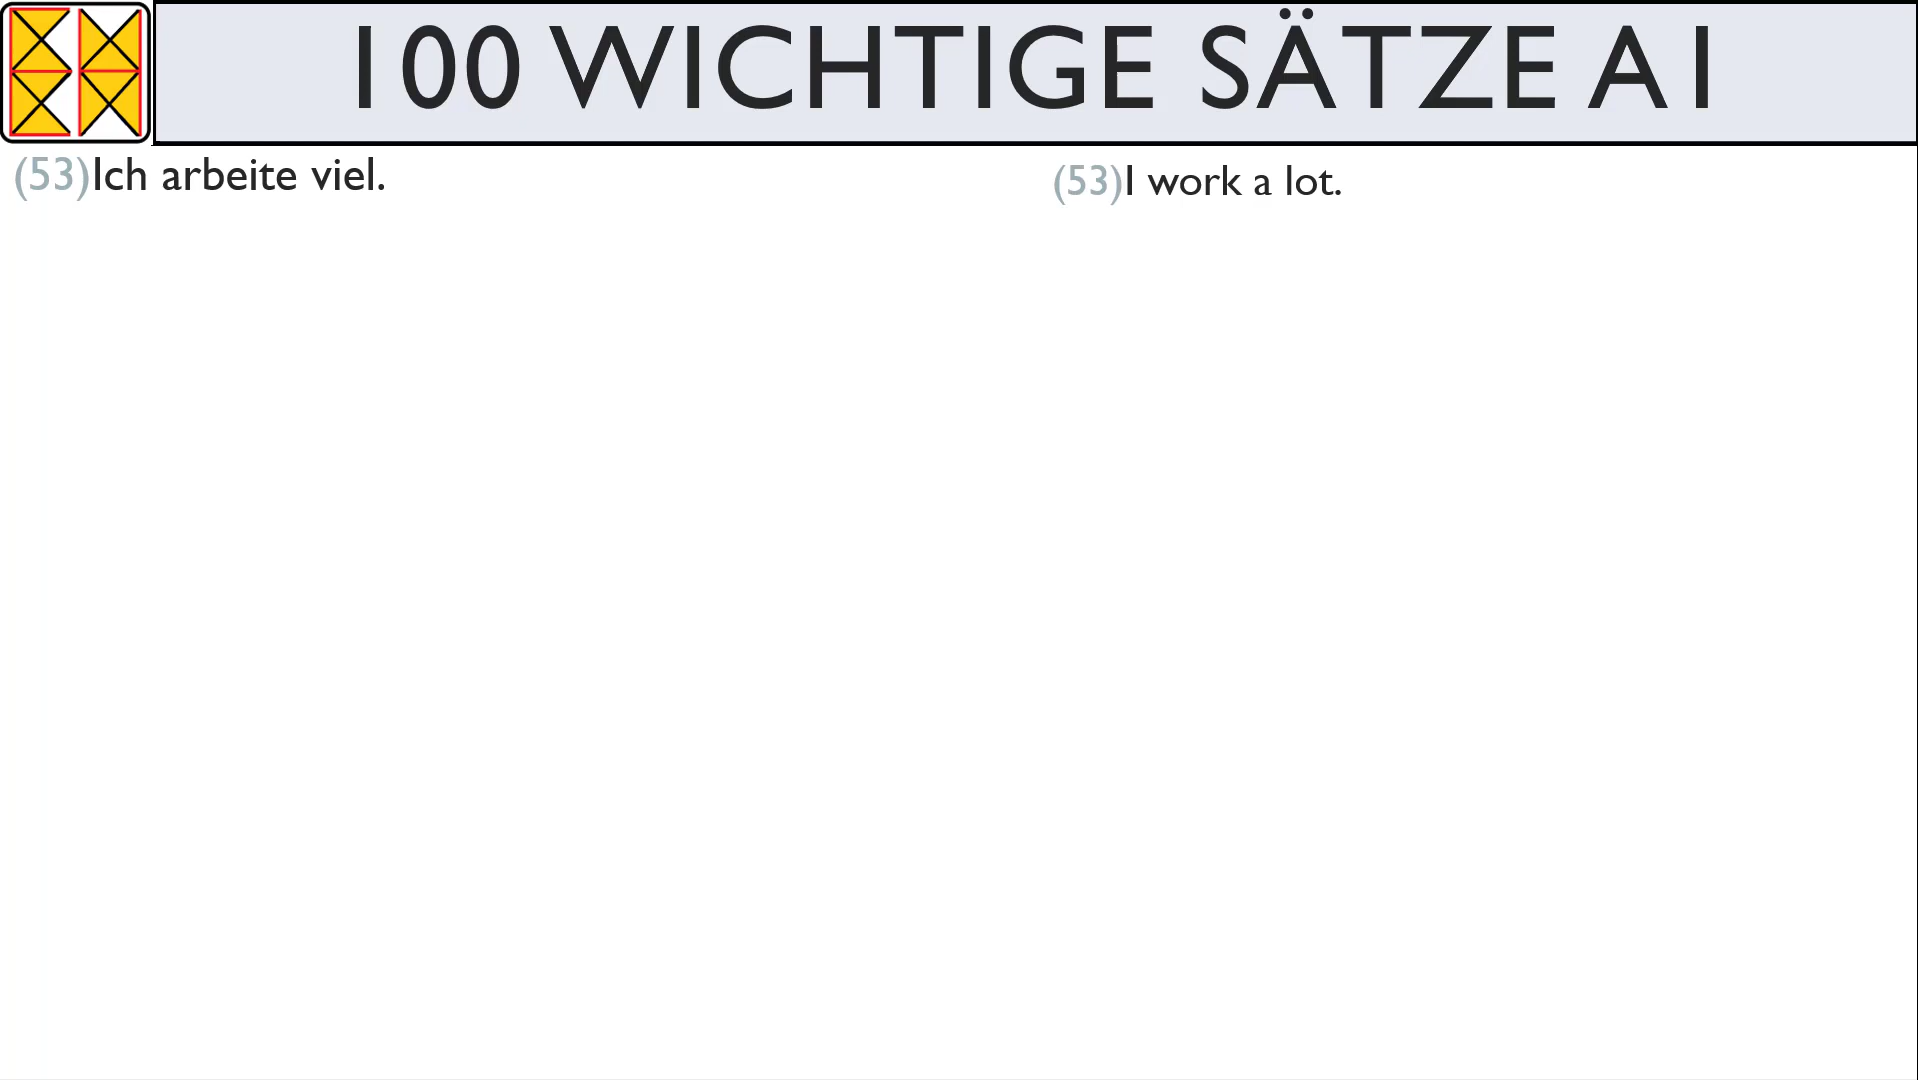 100 WICHTIGE SÄTZE A1
(53)Ich arbeite viel.
(53)I work a lot.